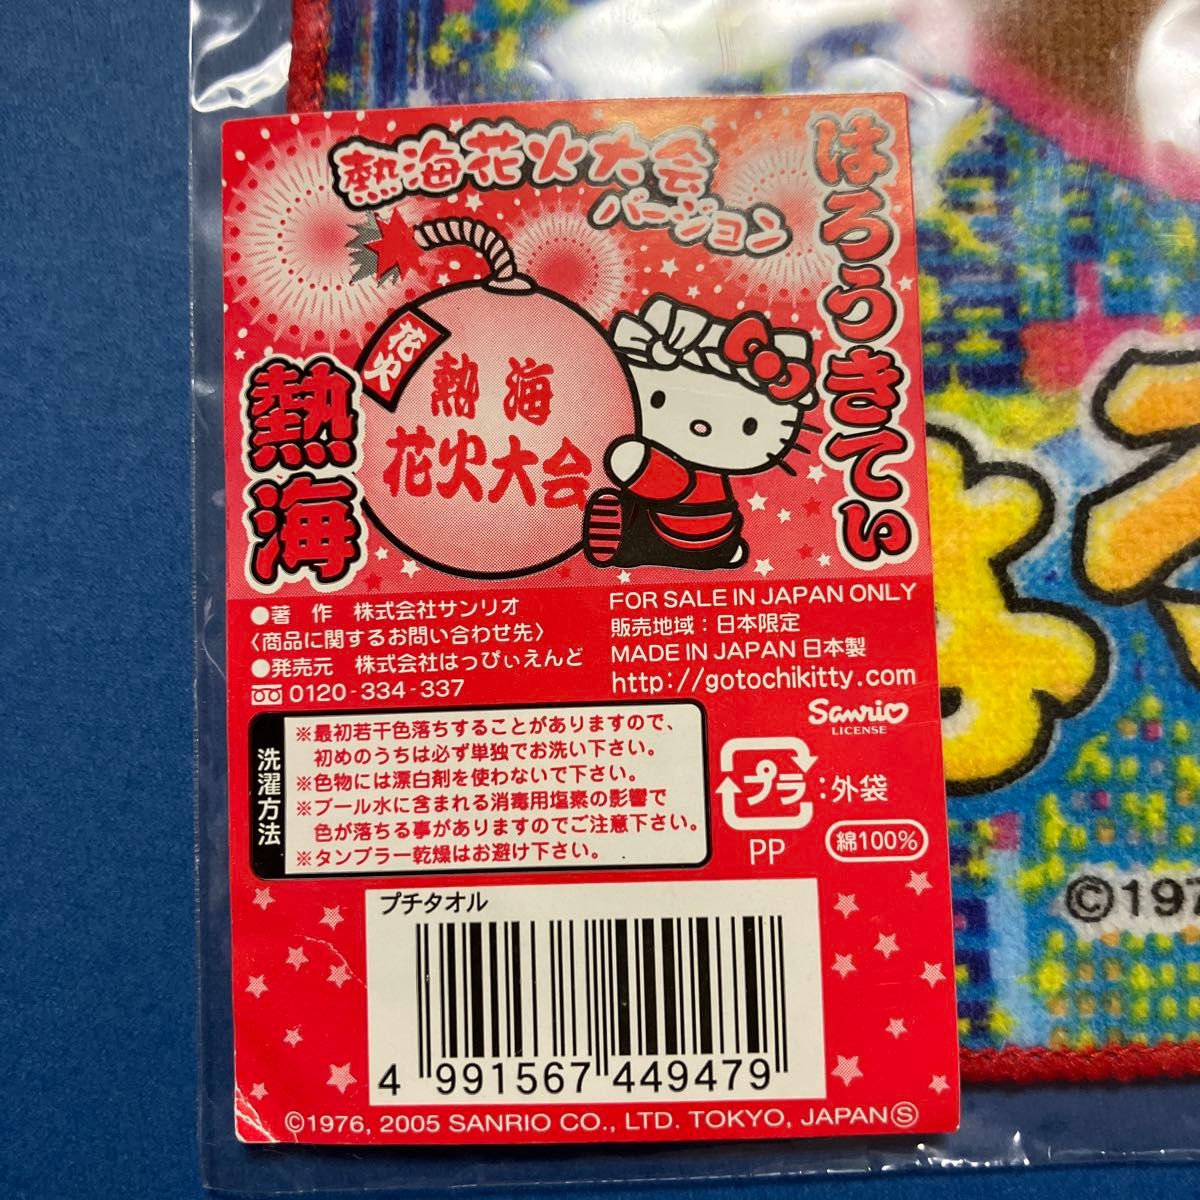 熱海花火大会
バージョン
はろうきてぃ
花火
熱海
花火大会
熱海
●著 作 株式会社サンリオ
〈商品に関するお問い合わせ先〉
●発売元 株式会社はっぴぃえんど
0120-334-337
FOR SALE IN JAPAN ONLY
販売地域：日本限定
MADE IN JAPAN 日本製
http://gotochikitty.com
Sanrio
LICENSE
洗濯方法
※最初若干色落ちすることがありますので、
初めのうちは必ず単独でお洗い下さい。
※色物には漂白剤を使わないで下さい。
※プール水に含まれる消毒用塩素の影響で
色が落ちる事がありますのでご注意下さい。
※タンブラー乾燥はお避け下さい。
プラ：外袋
PP
綿100%
プチタオル
4 991567 449479
©1976, 2005 SANRIO CO., LTD. TOKYO, JAPAN Ⓢ
©197